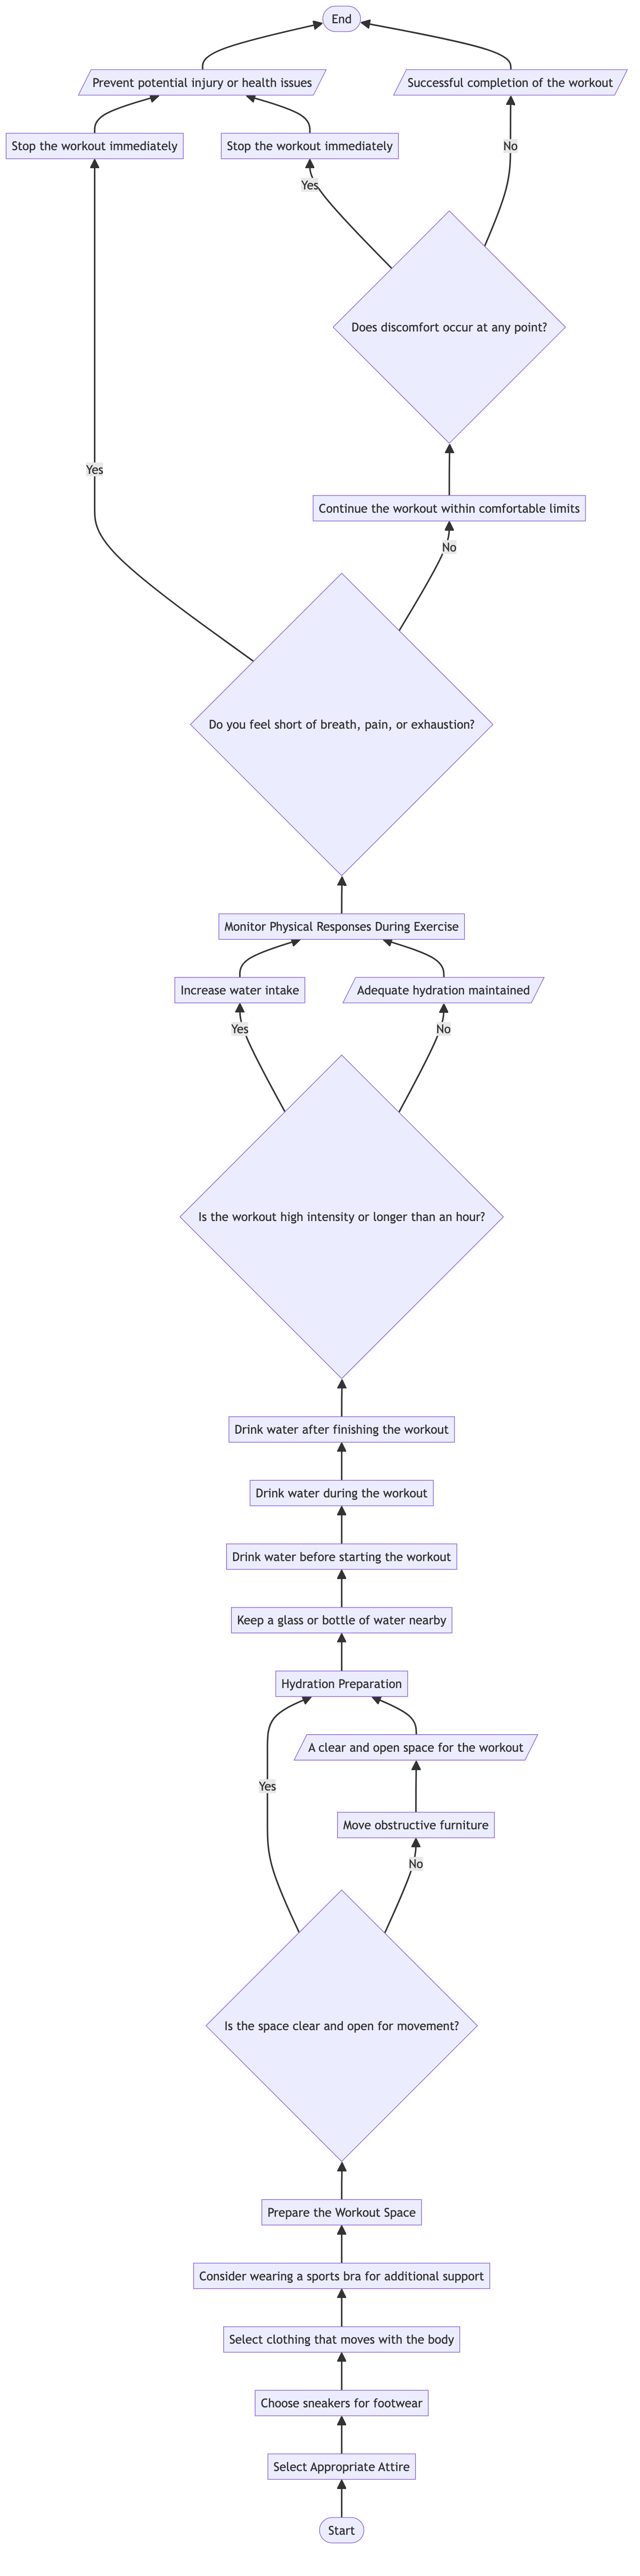 End
Prevent potential injury or health issues
Successful completion of the workout
Stop the workout immediately
Stop the workout immediately
No
Yes
Does discomfort occur at any point?
Yes
Continue the workout within comfortable limits
No
Do you feel short of breath, pain, or exhaustion?
Monitor Physical Responses During Exercise
Increase water intake
Adequate hydration maintained
Yes
No
Is the workout high intensity or longer than an hour?
Drink water after finishing the workout
Drink water during the workout
Drink water before starting the workout
Keep a glass or bottle of water nearby
Hydration Preparation
A clear and open space for the workout
Yes
Move obstructive furniture
No
Is the space clear and open for movement?
Prepare the Workout Space
Consider wearing a sports bra for additional support
Select clothing that moves with the body
Choose sneakers for footwear
Select Appropriate Attire
Start